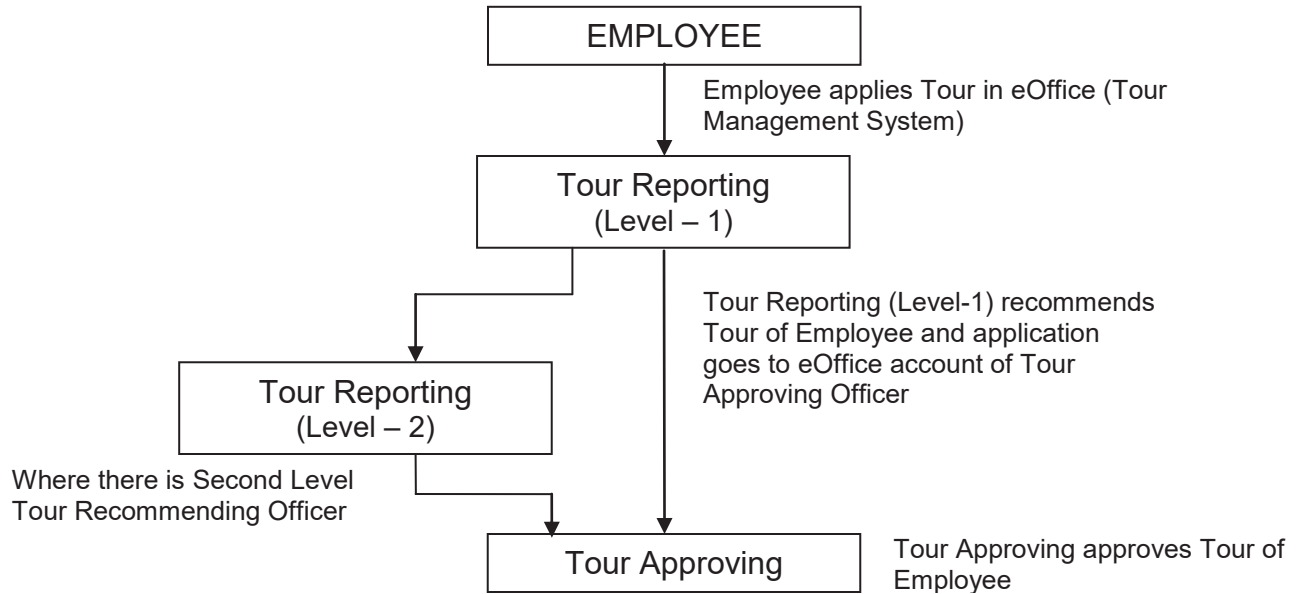 EMPLOYEE
Employee applies Tour in eOffice (Tour
Management System)
Tour Reporting
(Level – 1)
Tour Reporting (Level-1) recommends
Tour of Employee and application
goes to eOffice account of Tour
Approving Officer
Tour Reporting
(Level – 2)
Where there is Second Level
Tour Recommending Officer
Tour Approving
Tour Approving approves Tour of
Employee